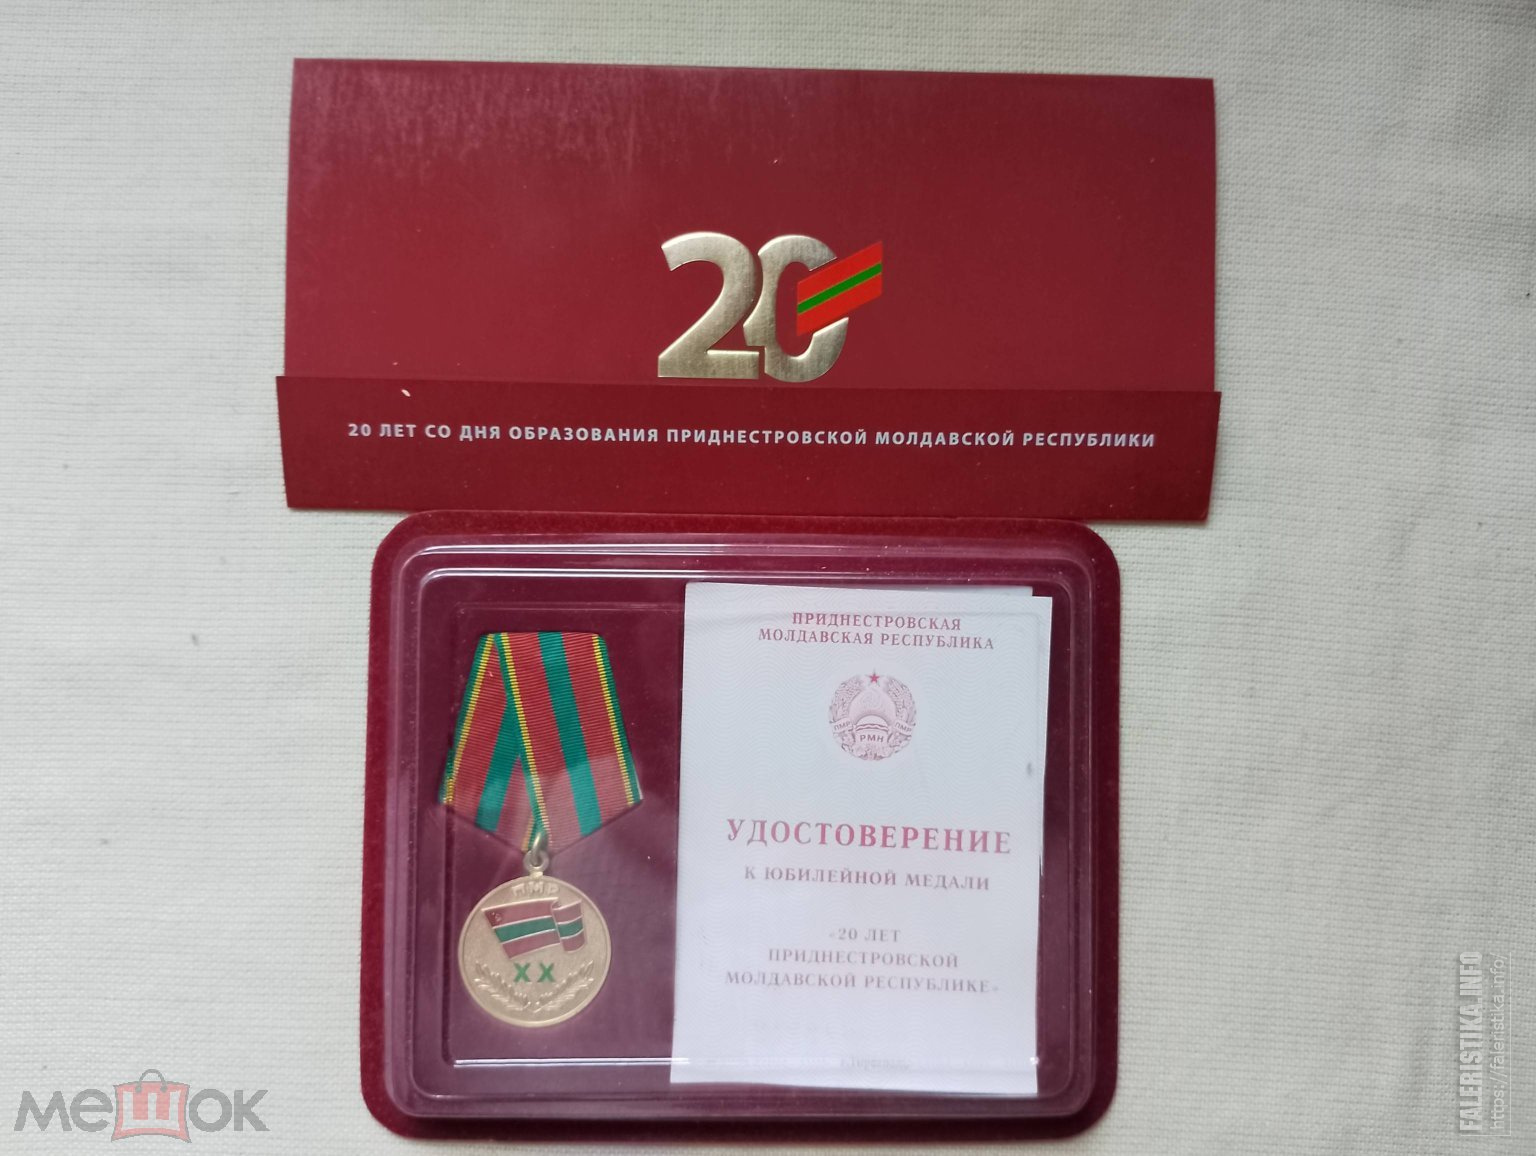 20
20 ЛЕТ СО ДНЯ ОБРАЗОВАНИЯ ПРИДНЕСТРОВСКОЙ МОЛДАВСКОЙ РЕСПУБЛИКИ
ПМР
XX
ПРИДНЕСТРОВСКАЯ
МОЛДАВСКАЯ РЕСПУБЛИКА
ПМР ПМР
РМН
УДОСТОВЕРЕНИЕ
К ЮБИЛЕЙНОЙ МЕДАЛИ
«20 ЛЕТ
ПРИДНЕСТРОВСКОЙ
МОЛДАВСКОЙ РЕСПУБЛИКЕ»
мешок
FALERISTIKA.INFO
https://faleristika.info/